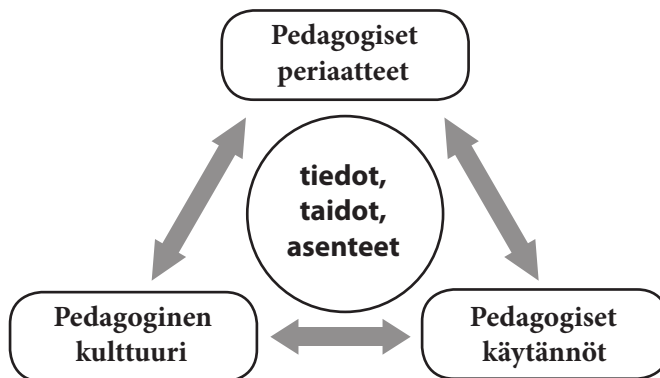 Pedagogiset
periaatteet
tiedot,
taidot,
asenteet
Pedagoginen
kulttuuri
Pedagogiset
käytännöt